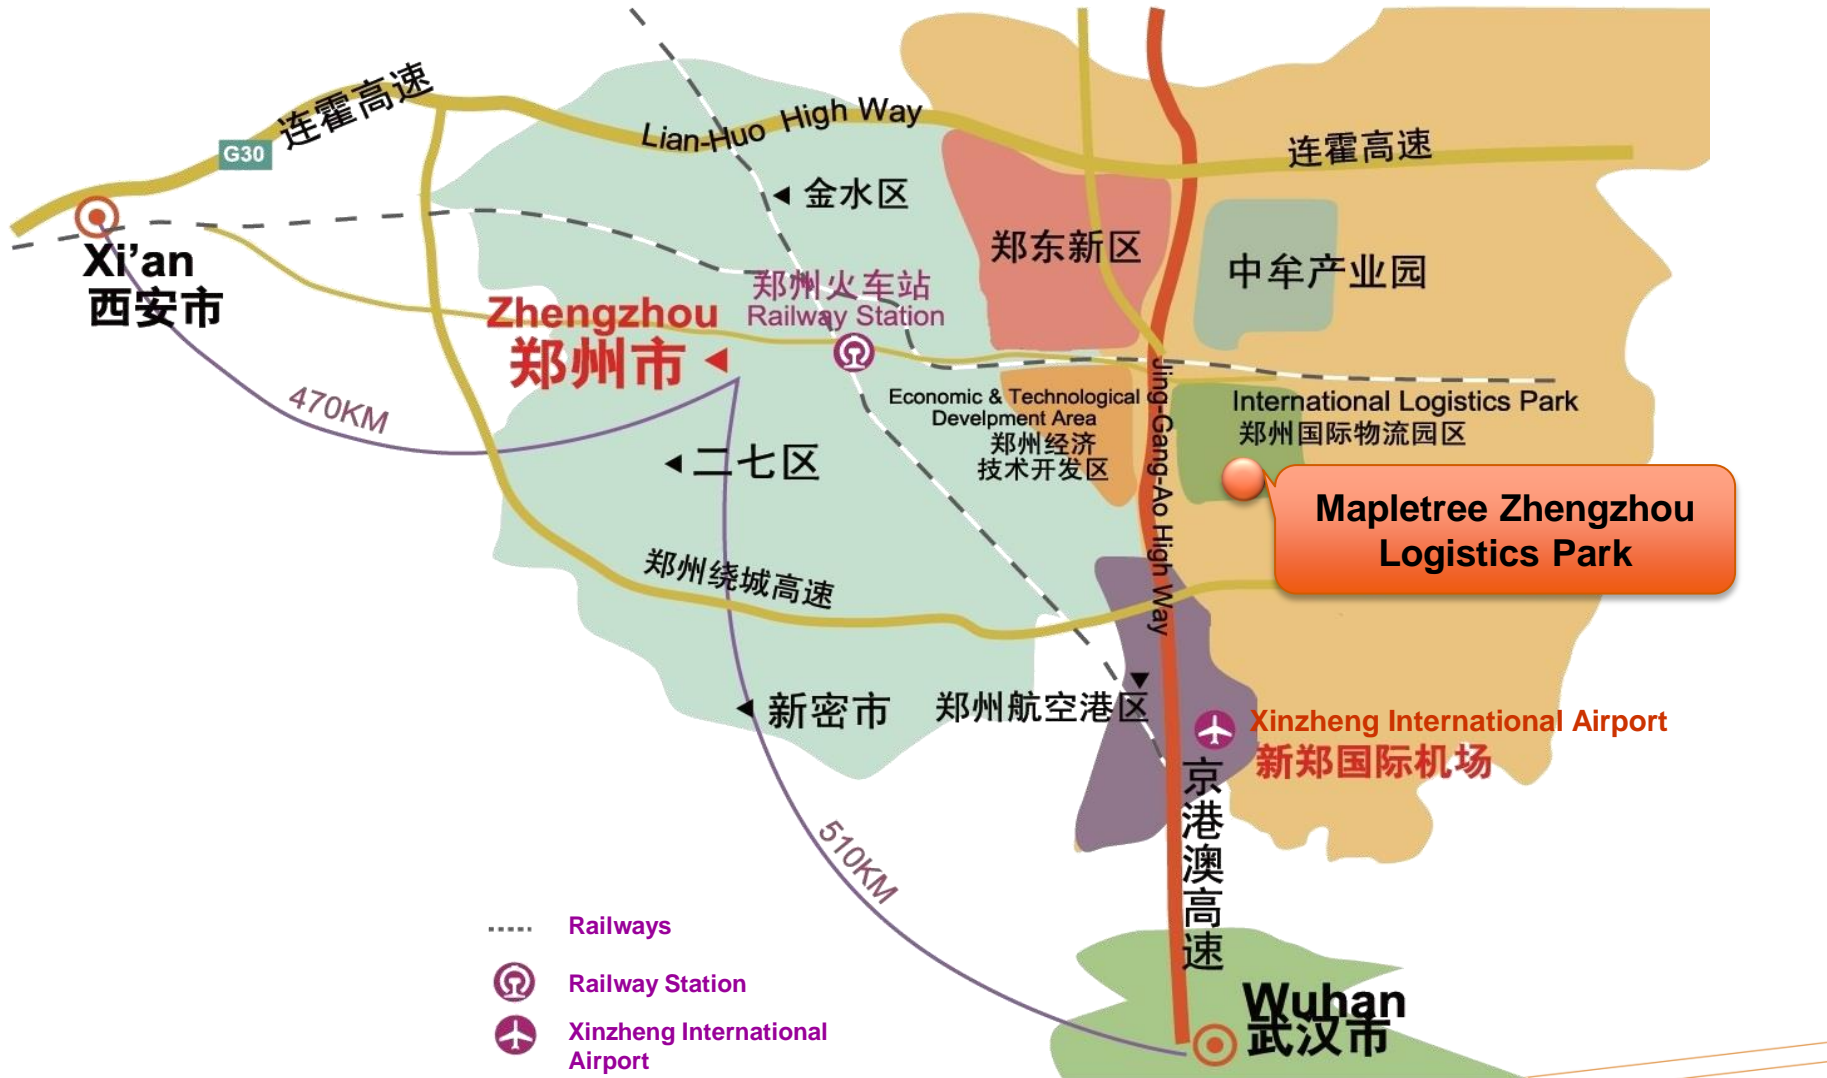 连霍高速
G30
Lian-Huo High Way
连霍高速
金水区
郑东新区
中牟产业园
Xi'an
西安市
郑州火车站
Railway Station
Zhengzhou
郑州市
470KM
Economic & Technological
Develpment Area
郑州经济
技术开发区
Jing-Gang-Ao High Way
International Logistics Park
郑州国际物流园区
二七区
Mapletree Zhengzhou
Logistics Park
郑州绕城高速
新密市
郑州航空港区
Xinzheng International Airport
新郑国际机场
京港澳高速
510KM
Railways
Railway Station
Xinzheng International
Airport
Wuhan
武汉市